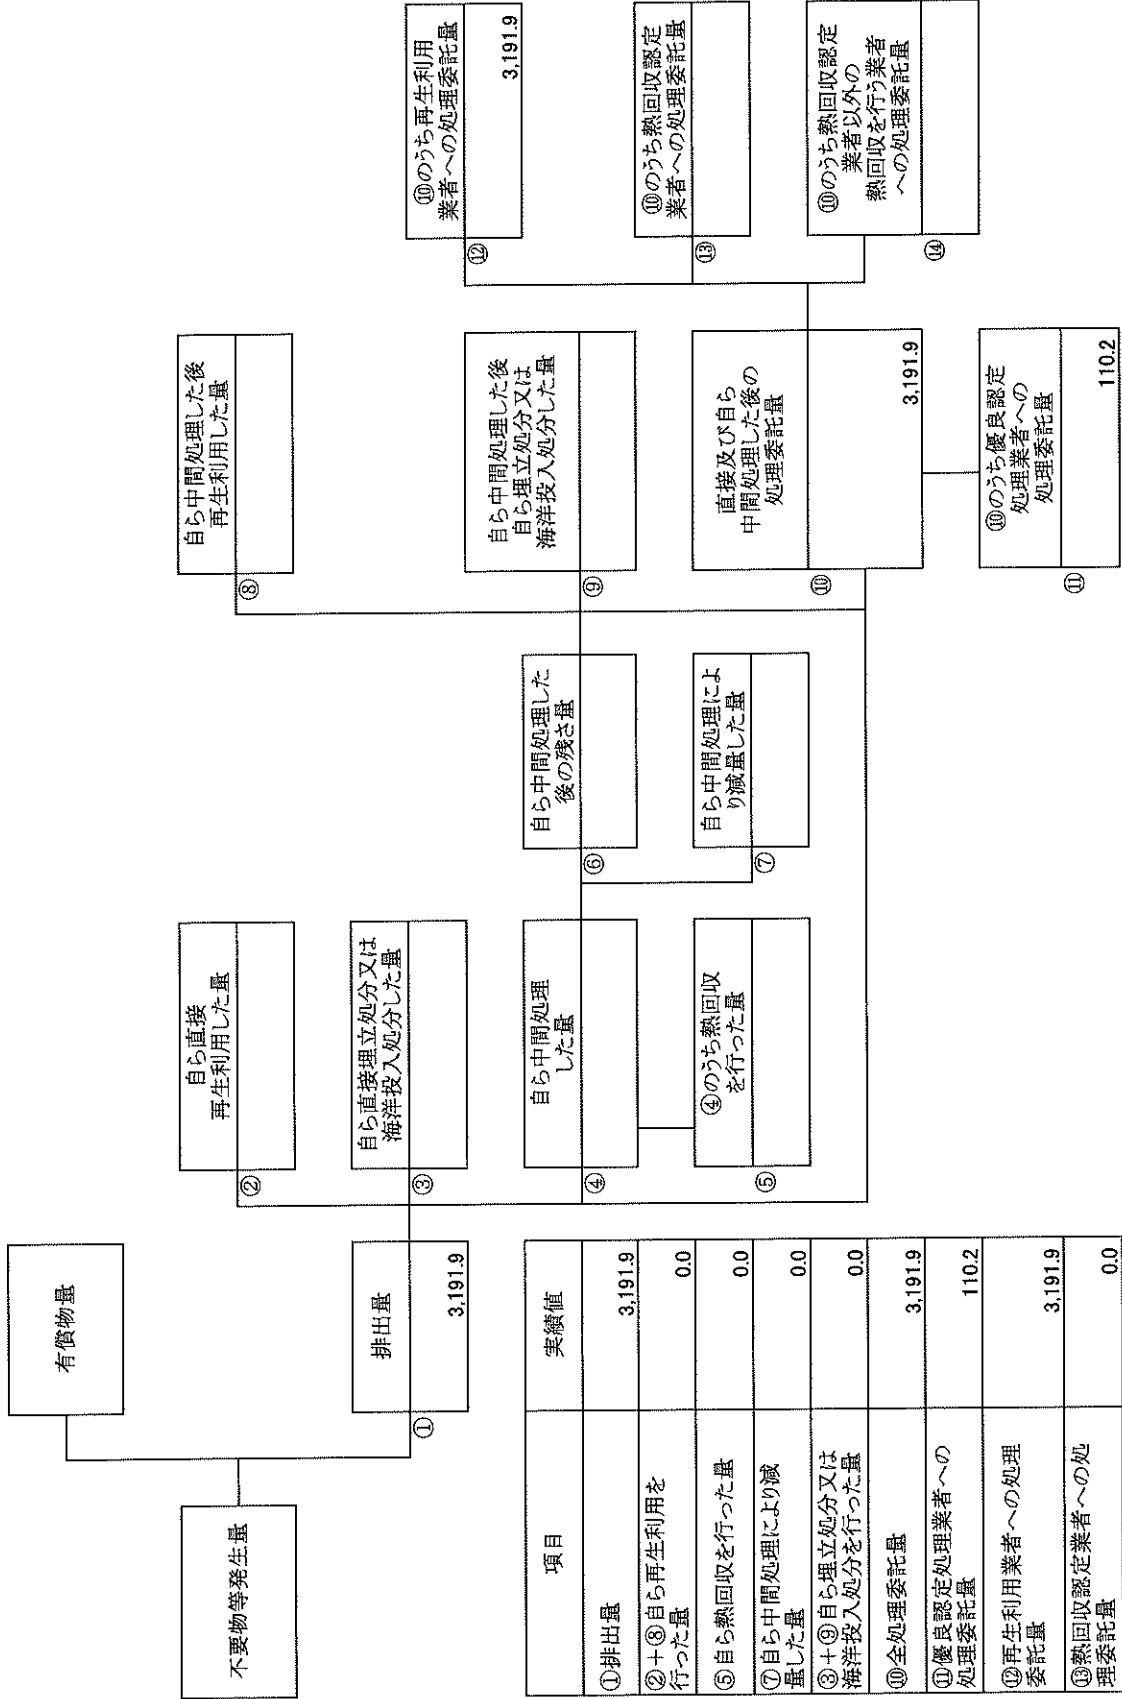 不要物等発生量
有償物量
①
排出量
3,191.9
②
自ら直接
再生利用した量
③
自ら直接埋立処分又は
海洋投入処分した量
④
自ら中間処理
した量
⑤
④のうち熱回収
を行った量
⑥
自ら中間処理した
後の残さ量
⑦
自ら中間処理によ
り減量した量
⑧
自ら中間処理した後
再生利用した量
⑨
自ら中間処理した後
自ら埋立処分又は
海洋投入処分した量
⑩
直接及び自ら
中間処理した後の
処理委託量
3,191.9
⑪
⑩のうち優良認定
処理業者への
処理委託量
110.2
⑫
⑩のうち再生利用
業者への処理委託量
3,191.9
⑬
⑩のうち熱回収認定
業者への処理委託量
⑭
⑩のうち熱回収認定
業者以外の
熱回収を行う業者
への処理委託量
項目 実績値
①排出量 3,191.9
②+⑧自ら再生利用を
行った量 0.0
⑤自ら熱回収を行った量 0.0
⑦自ら中間処理により減
量した量 0.0
③+⑨自ら埋立処分又は
海洋投入処分を行った量 0.0
⑩全処理委託量 3,191.9
⑪優良認定処理業者への
処理委託量 110.2
⑫再生利用業者への処理
委託量 3,191.9
⑬熱回収認定業者への処
理委託量 0.0